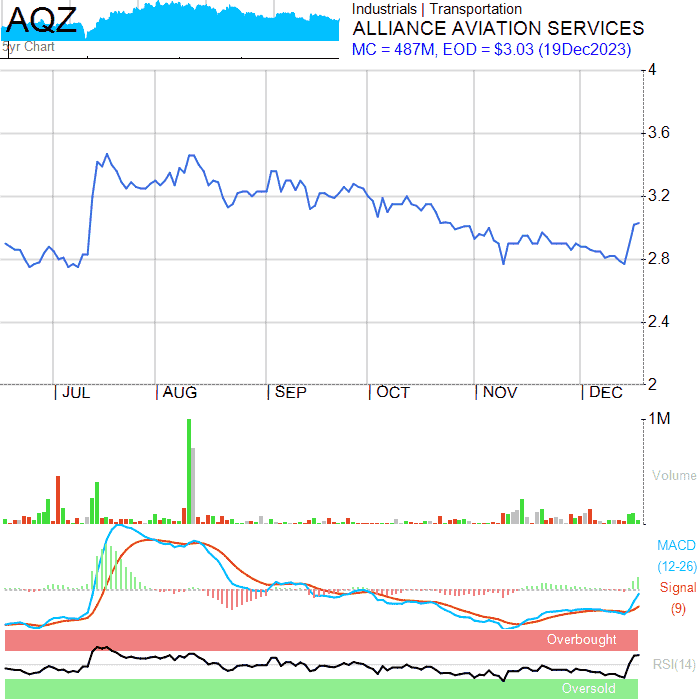 AQZ
5yr Chart
Industrials | Transportation
ALLIANCE AVIATION SERVICES
MC = 487M, EOD = $3.03 (19Dec2023)
4
3.6
3.2
2.8
2.4
2
| JUL | AUG | SEP | OCT | NOV | DEC
1M
Volume
MACD
(12-26)
Signal
(9)
Overbought
RSI(14)
Oversold